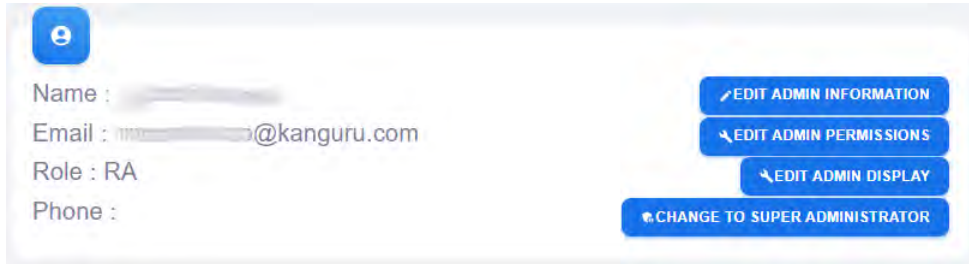 Name :
Email : @kanguru.com
Role : RA
Phone :
EDIT ADMIN INFORMATION
EDIT ADMIN PERMISSIONS
EDIT ADMIN DISPLAY
CHANGE TO SUPER ADMINISTRATOR